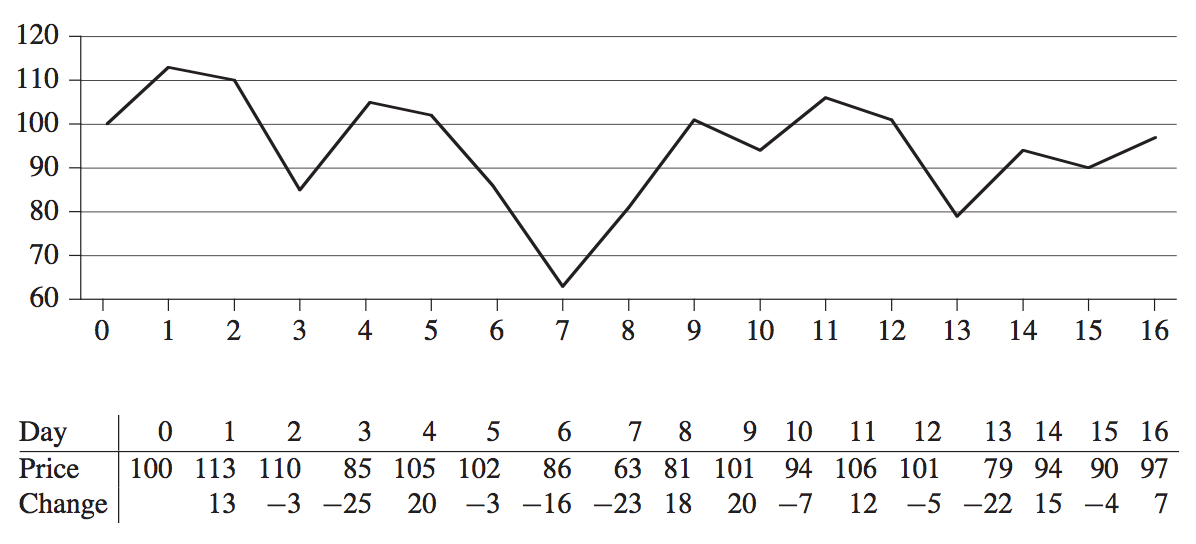 120
110
100
90
80
70
60
0 1 2 3 4 5 6 7 8 9 10 11 12 13 14 15 16
Day 0 1 2 3 4 5 6 7 8 9 10 11 12 13 14 15 16
Price 100 113 110 85 105 102 86 63 81 101 94 106 101 79 94 90 97
Change 13 −3 −25 20 −3 −16 −23 18 20 −7 12 −5 −22 15 −4 7